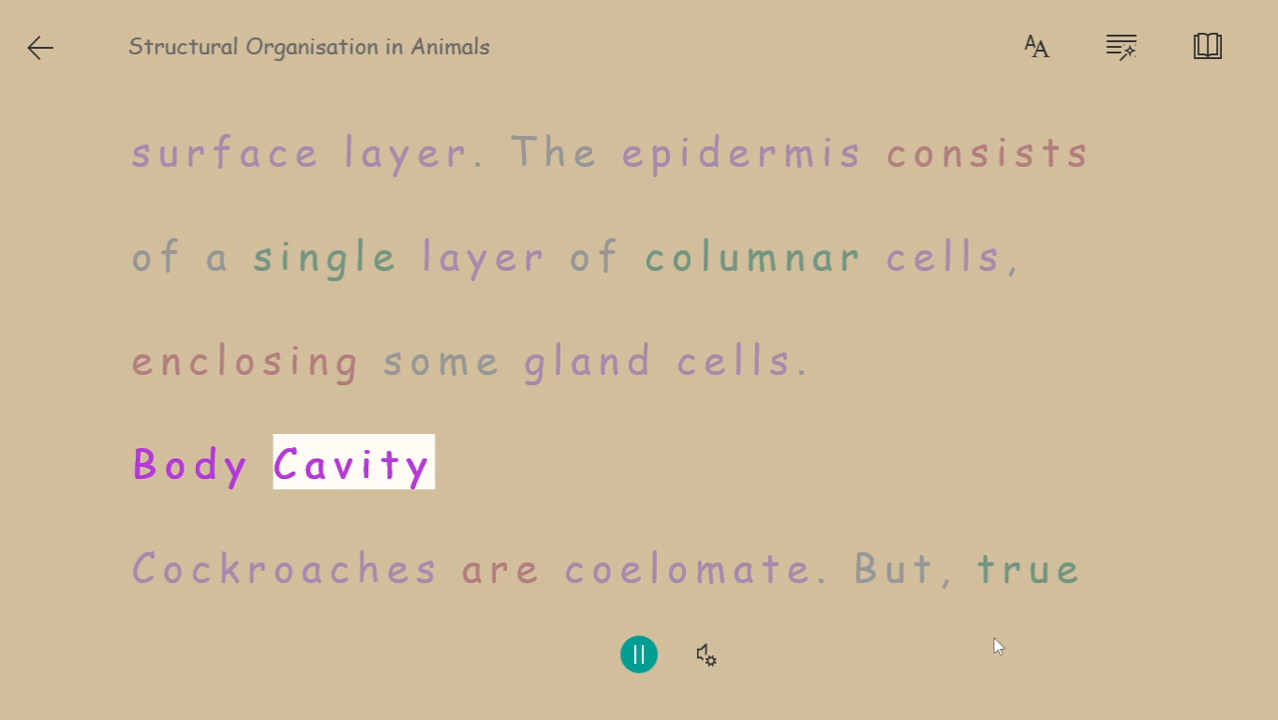 Structural Organisation in Animals
surface layer. The epidermis consists
of a single layer of columnar cells,
enclosing some gland cells.
Body Cavity
Cockroaches are coelomate. But, true